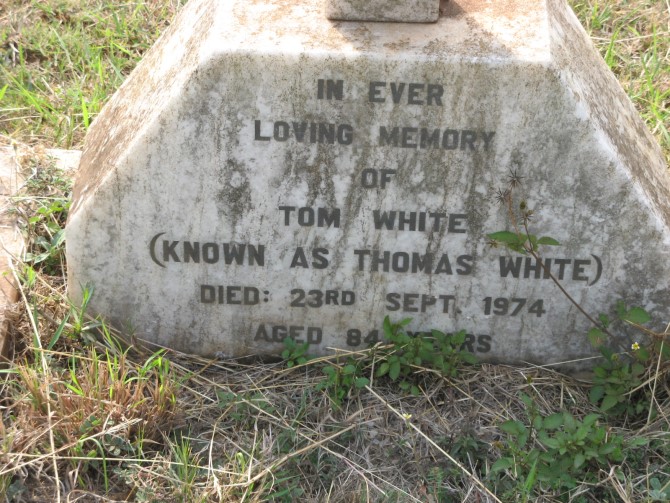 IN EVER
LOVING MEMORY
OF
TOM WHITE
(KNOWN AS THOMAS WHITE)
DIED: 23RD SEPT. 1974
AGED 84 YEARS